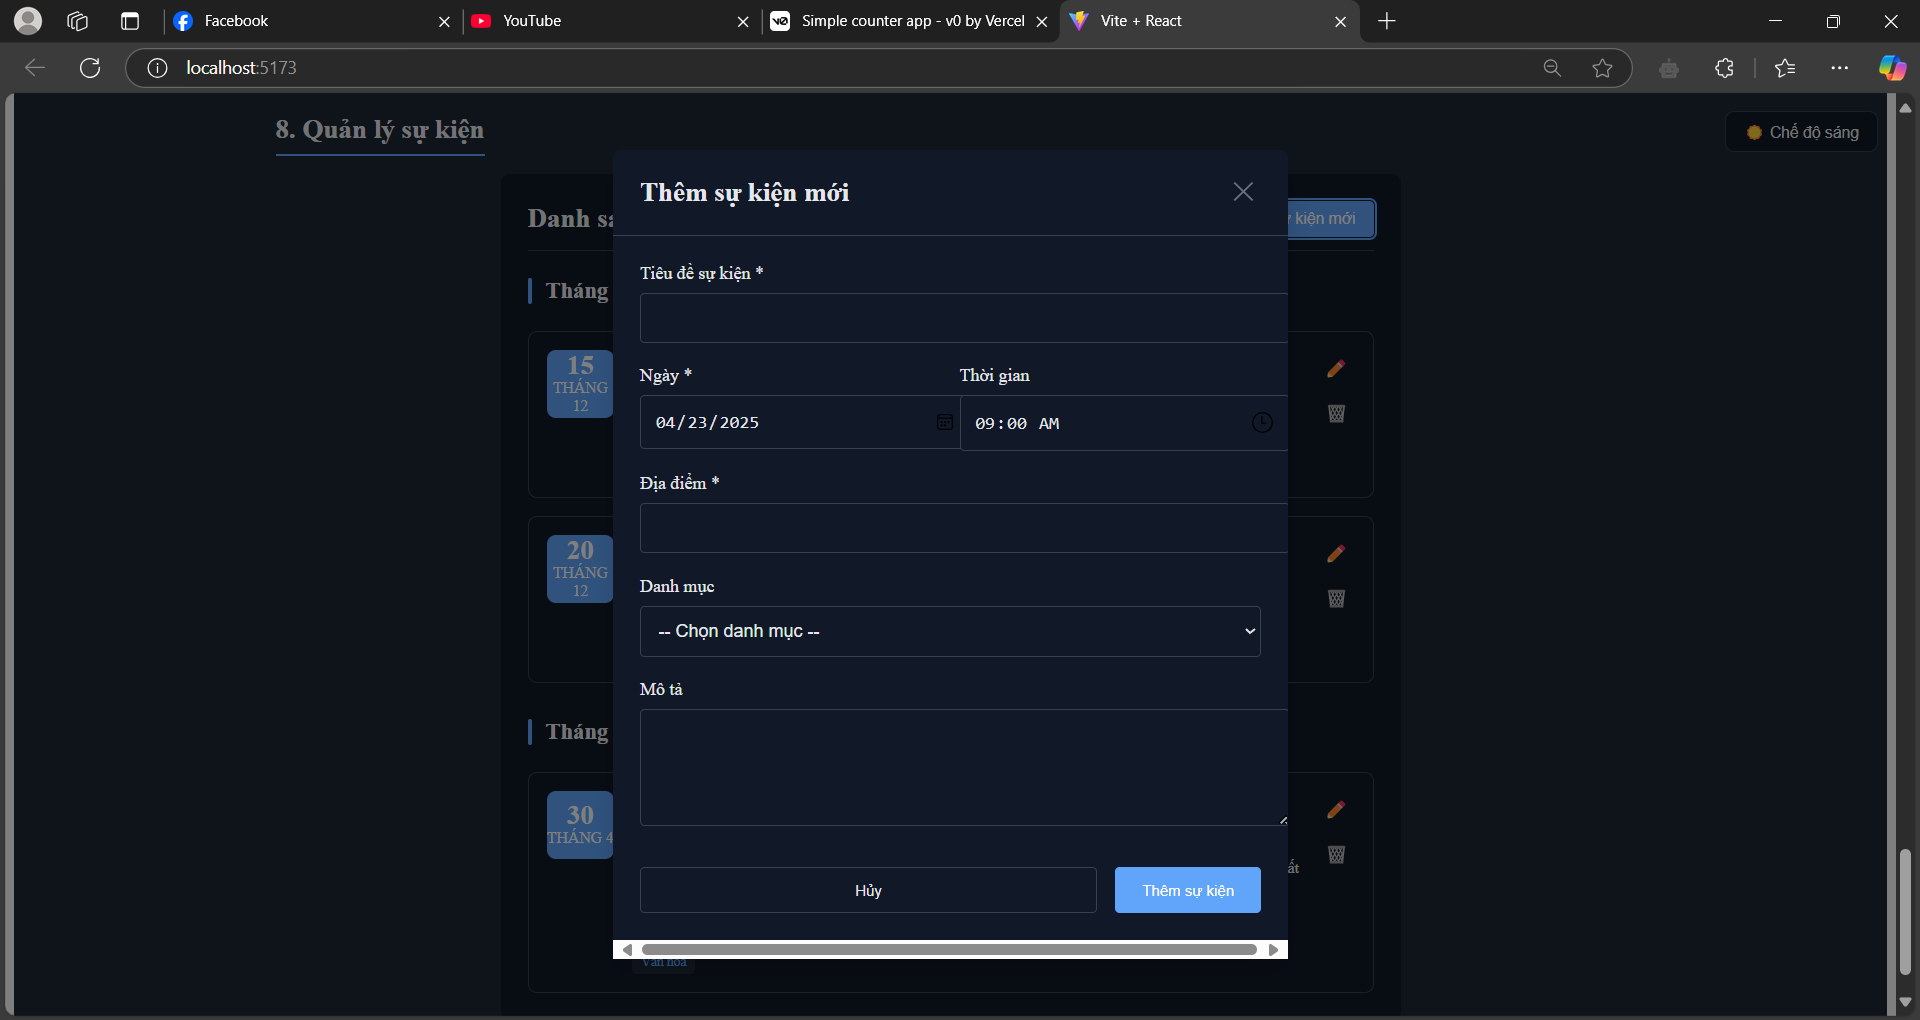 Facebook
YouTube
Simple counter app - v0 by Vercel
Vite + React
localhost:5173
8. Quản lý sự kiện
Chế độ sáng
Thêm sự kiện mới
Danh
kiện mới
Tiêu đề sự kiện *
Tháng
15
THÁNG
12
Ngày *
Thời gian
04/23/2025
09:00 AM
Địa điểm *
20
THÁNG
12
Danh mục
-- Chọn danh mục --
Mô tả
Tháng
30
THÁNG 4
Hủy
Thêm sự kiện
Văn hóa